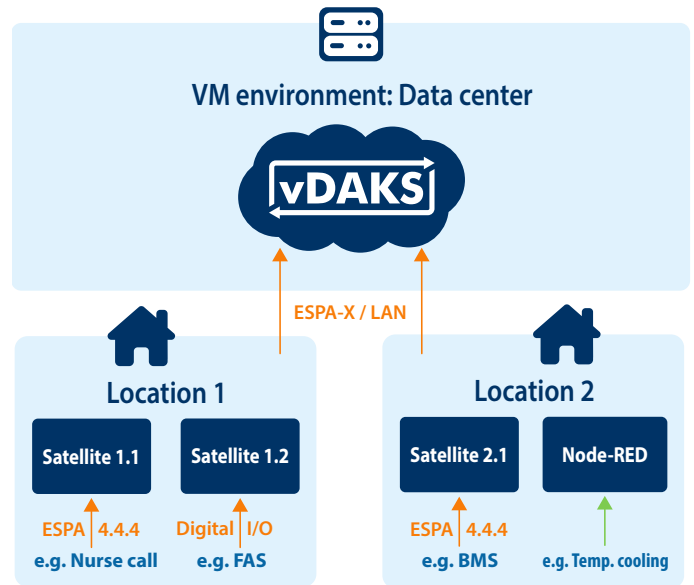 VM environment: Data center
vDAKS
ESPA-X / LAN
Location 1
Location 2
Satellite 1.1
Satellite 1.2
Satellite 2.1
Node-RED
ESPA 4.4.4
Digital I/O
ESPA 4.4.4
e.g. Nurse call
e.g. FAS
e.g. BMS
e.g. Temp. cooling